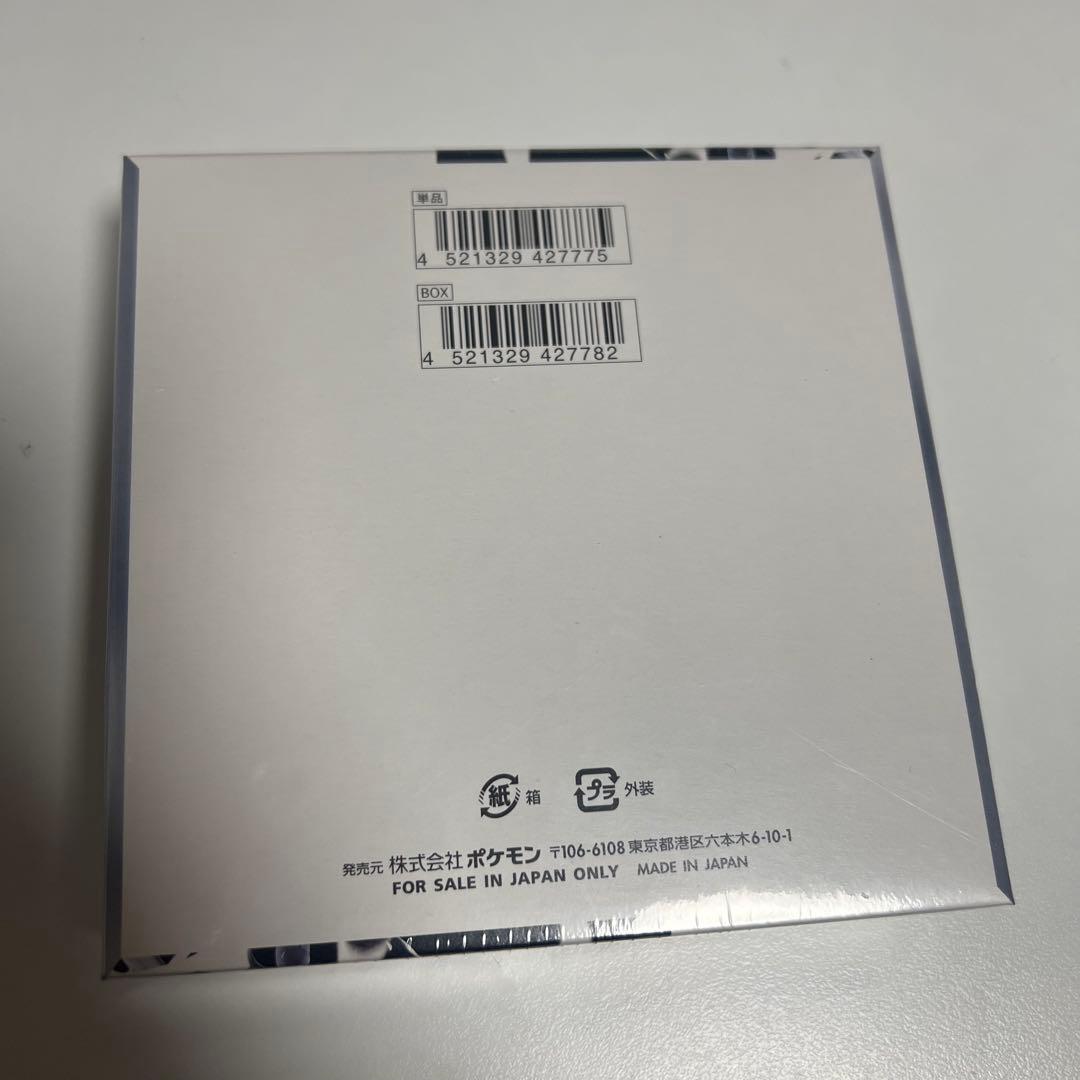 単品
4 521329 427775
BOX
4 521329 427782
紙 箱 プラ 外装
発売元 株式会社 ポケモン 〒106-6108 東京都港区六本木6-10-1
FOR SALE IN JAPAN ONLY MADE IN JAPAN